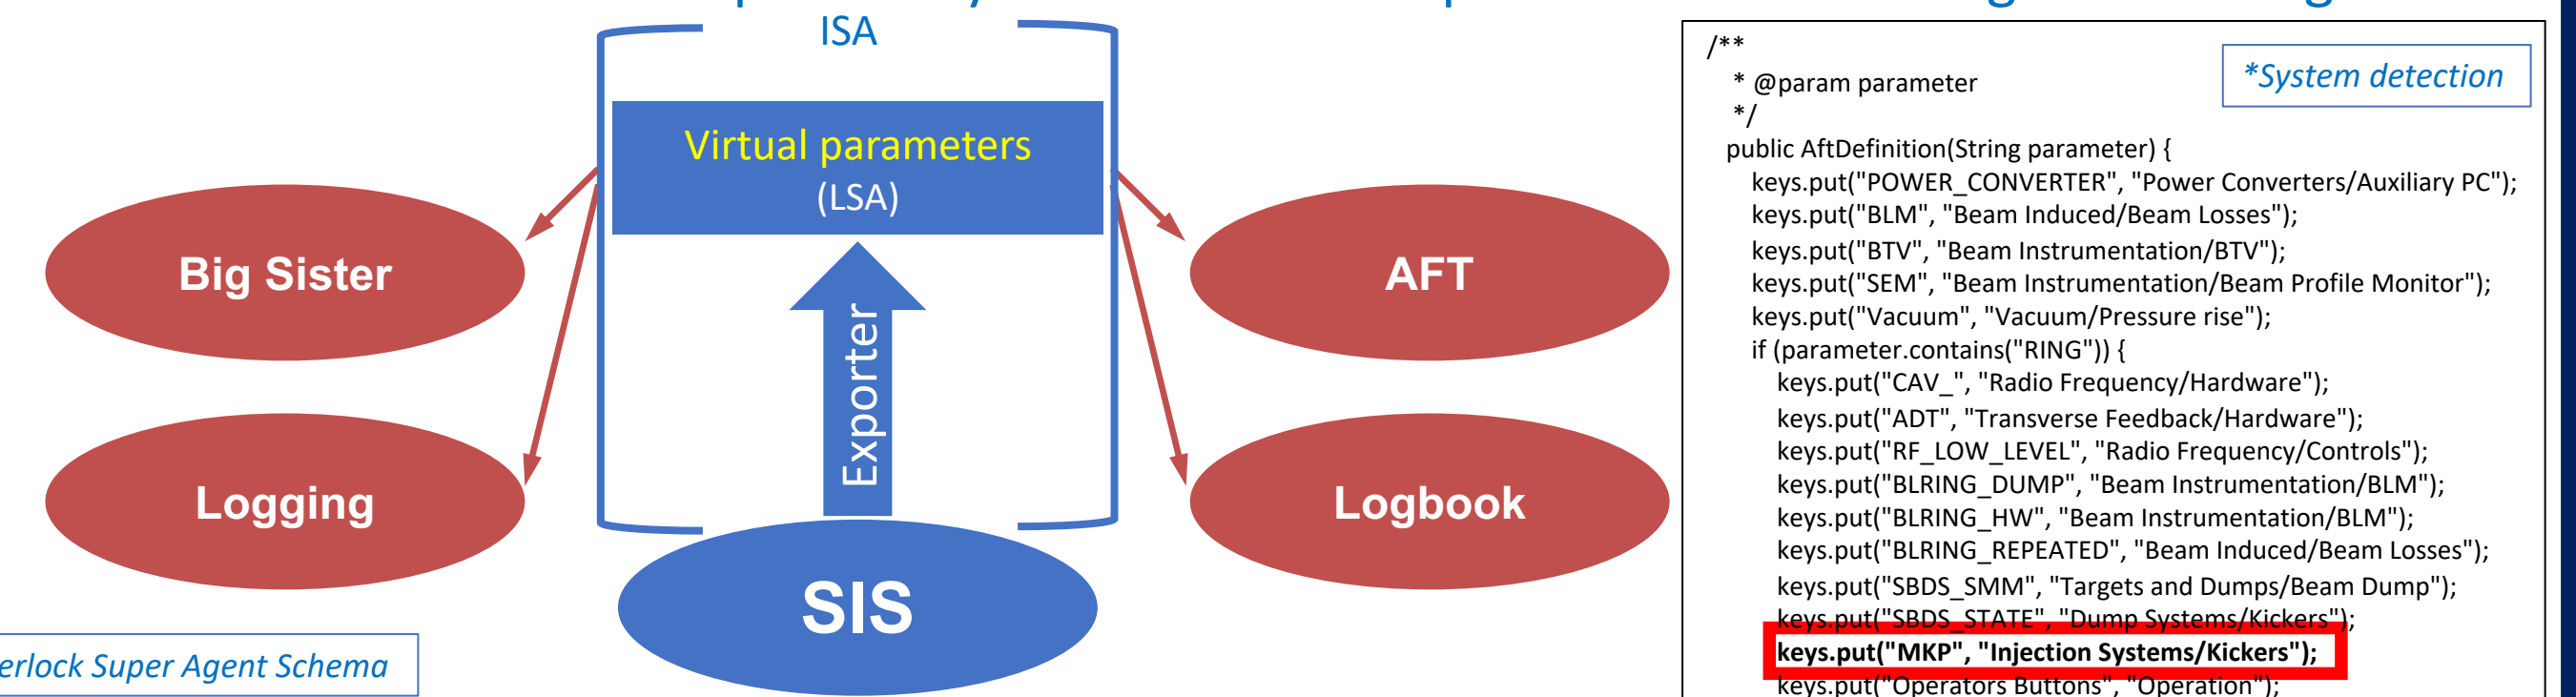 ISA
Virtual parameters
(LSA)
Big Sister
AFT
Exporter
Logging
Logbook
SIS
Super Agent Schema
/**
* @param parameter
*/
*System detection
public AftDefinition(String parameter) {
keys.put("POWER_CONVERTER", "Power Converters/Auxiliary PC");
keys.put("BLM", "Beam Induced/Beam Losses");
keys.put("BTV", "Beam Instrumentation/BTV");
keys.put("SEM", "Beam Instrumentation/Beam Profile Monitor");
keys.put("Vacuum", "Vacuum/Pressure rise");
if (parameter.contains("RING")) {
keys.put("CAV_", "Radio Frequency/Hardware");
keys.put("ADT", "Transverse Feedback/Hardware");
keys.put("RF_LOW_LEVEL", "Radio Frequency/Controls");
keys.put("BLRING_DUMP", "Beam Instrumentation/BLM");
keys.put("BLRING_HW", "Beam Instrumentation/BLM");
keys.put("BLRING_REPEATED", "Beam Induced/Beam Losses");
keys.put("SBDS_SMM", "Targets and Dumps/Beam Dump");
keys.put("SBDS_STATE", "Dump Systems/Kickers");
keys.put("MKP", "Injection Systems/Kickers");
keys.put("Operators Buttons", "Operation");